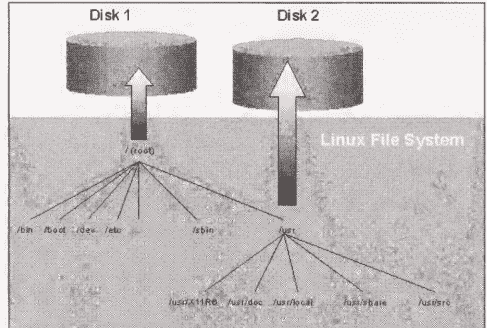 Disk 1
Disk 2
Linux File System
/ (root)
/bin /boot /dev /etc /sbin /usr
/usr/X11R6 /usr/doc /usr/local /usr/share /usr/src